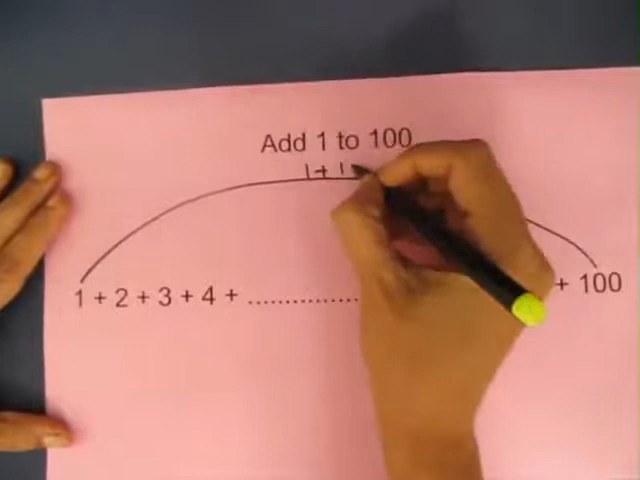 Add 1 to 100
1 + 1
1 + 2 + 3 + 4 + .............. + 100